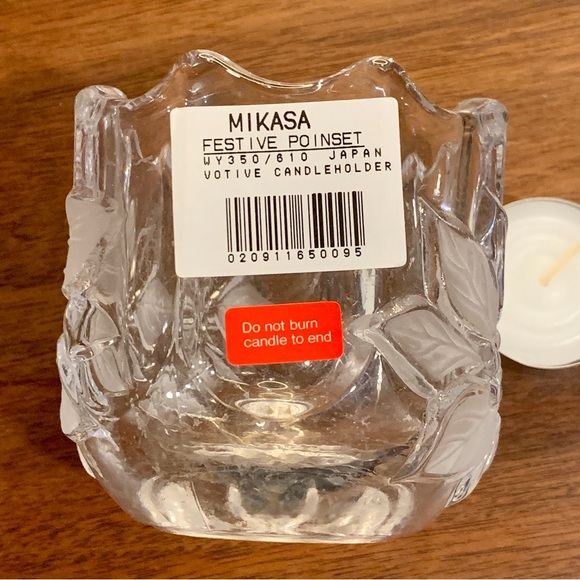 MIKASA
FESTIVE POINSET
WY350/610 JAPAN
VOTIVE CANDLEHOLDER
020911650095
Do not burn
candle to end